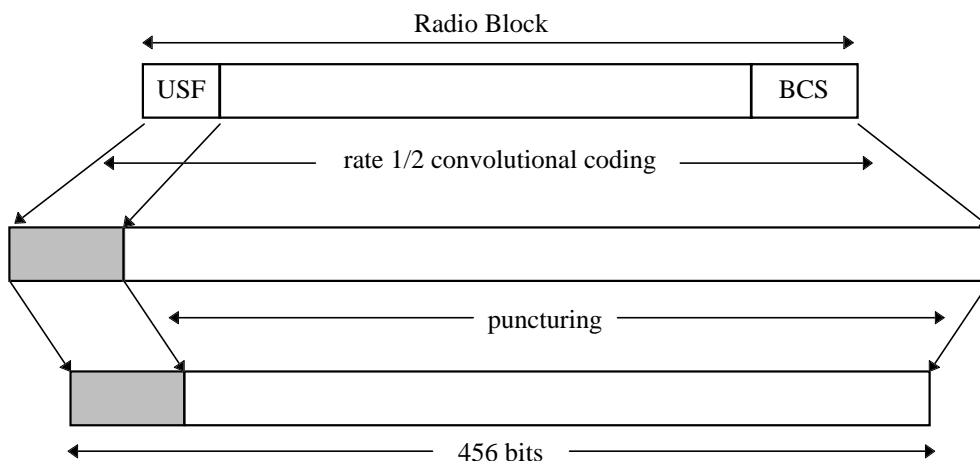 Radio Block
USF
BCS
rate 1/2 convolutional coding
puncturing
456 bits